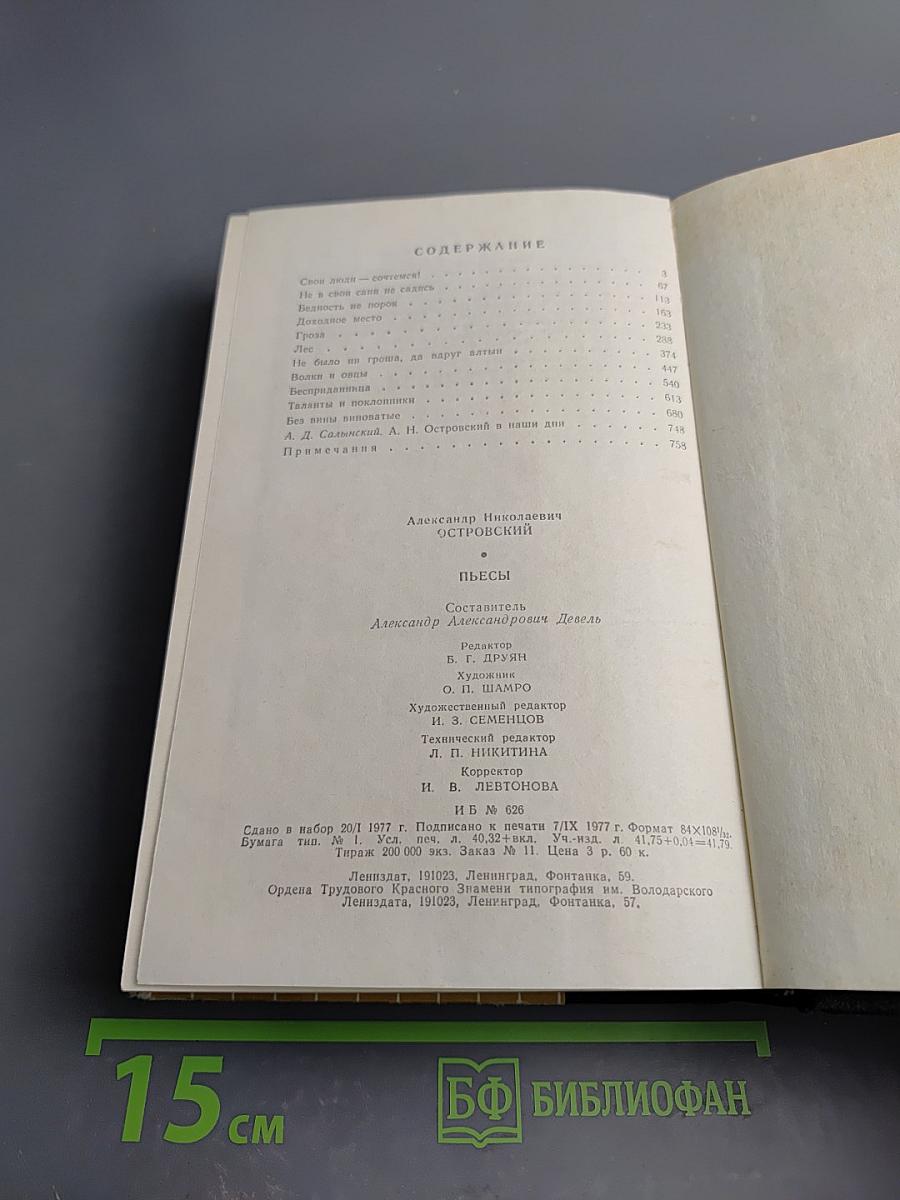 СОДЕРЖАНИЕ
Свои люди — сочтемся! . . . . . . . . . . . . . . 3
Не в свои сани не садись . . . . . . . . . . . . . 67
Бедность не порок . . . . . . . . . . . . . . . 113
Доходное место . . . . . . . . . . . . . . . . 163
Гроза . . . . . . . . . . . . . . . . . . . . 233
Лес . . . . . . . . . . . . . . . . . . . . . 288
Не было ни гроша, да вдруг алтын . . . . . . . . . 374
Волки и овцы . . . . . . . . . . . . . . . . . 447
Бесприданница . . . . . . . . . . . . . . . . . 540
Таланты и поклонники . . . . . . . . . . . . . . 613
Без вины виноватые . . . . . . . . . . . . . . . 680
А. Д. Салынский. А. Н. Островский в наши дни . . . . . 748
Примечания . . . . . . . . . . . . . . . . . . 758
Александр Николаевич
ОСТРОВСКИЙ
•
ПЬЕСЫ
Составитель
Александр Александрович Девель
Редактор
Б. Г. ДРУЯН
Художник
О. П. ШАМРО
Художественный редактор
И. З. СЕМЕНЦОВ
Технический редактор
Л. П. НИКИТИНА
Корректор
И. В. ЛЕВТОНОВА
ИБ № 626
Сдано в набор 20/I 1977 г. Подписано к печати 7/IX 1977 г. Формат 84×108¹/₃₂.
Бумага тип. № 1. Усл. печ. л. 40,32+вкл. Уч.-изд. л. 41,75+0,04=41,79.
Тираж 200 000 экз. Заказ № 11. Цена 3 р. 60 к.
Лениздат, 191023, Ленинград, Фонтанка, 59.
Ордена Трудового Красного Знамени типография им. Володарского
Лениздата, 191023, Ленинград, Фонтанка, 57.
15 см
БФ БИБЛИОФАН